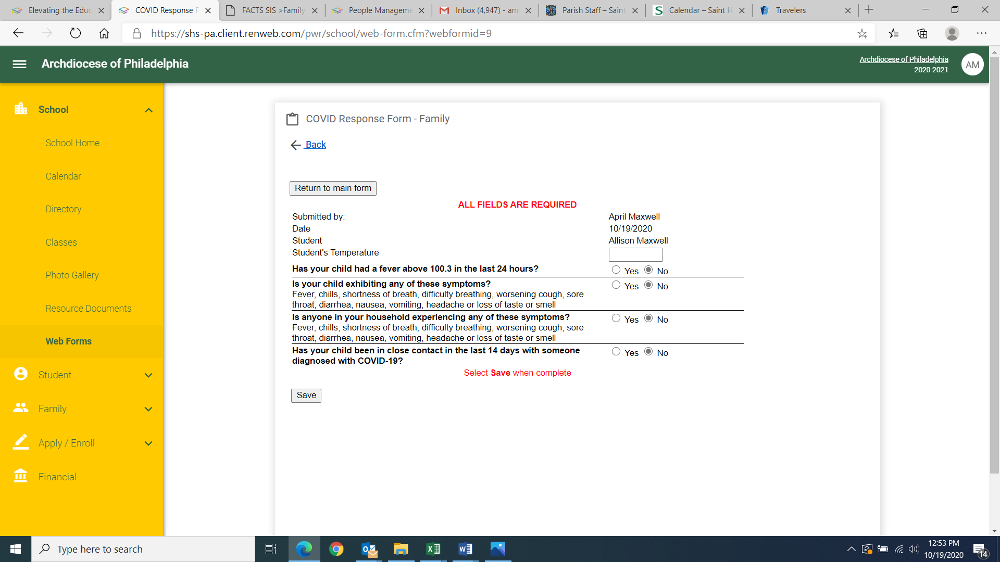 Elevating the Educ
COVID Response F
FACTS SIS >Family
People Manageme
Inbox (4,947) - am
Parish Staff – Saint
Calendar – Saint H
Travelers
https://shs-pa.client.renweb.com/pwr/school/web-form.cfm?webformid=9
Archdiocese of Philadelphia
Archdiocese of Philadelphia
2020-2021
AM
School
School Home
Calendar
Directory
Classes
Photo Gallery
Resource Documents
Web Forms
Student
Family
Apply / Enroll
Financial
COVID Response Form - Family
Back
Return to main form
ALL FIELDS ARE REQUIRED
Submitted by: April Maxwell
Date 10/19/2020
Student Allison Maxwell
Student's Temperature
Has your child had a fever above 100.3 in the last 24 hours? Yes No
Is your child exhibiting any of these symptoms? Yes No
Fever, chills, shortness of breath, difficulty breathing, worsening cough, sore
throat, diarrhea, nausea, vomiting, headache or loss of taste or smell
Is anyone in your household experiencing any of these symptoms? Yes No
Fever, chills, shortness of breath, difficulty breathing, worsening cough, sore
throat, diarrhea, nausea, vomiting, headache or loss of taste or smell
Has your child been in close contact in the last 14 days with someone Yes No
diagnosed with COVID-19?
Select Save when complete
Save
Type here to search
12:53 PM
10/19/2020
14